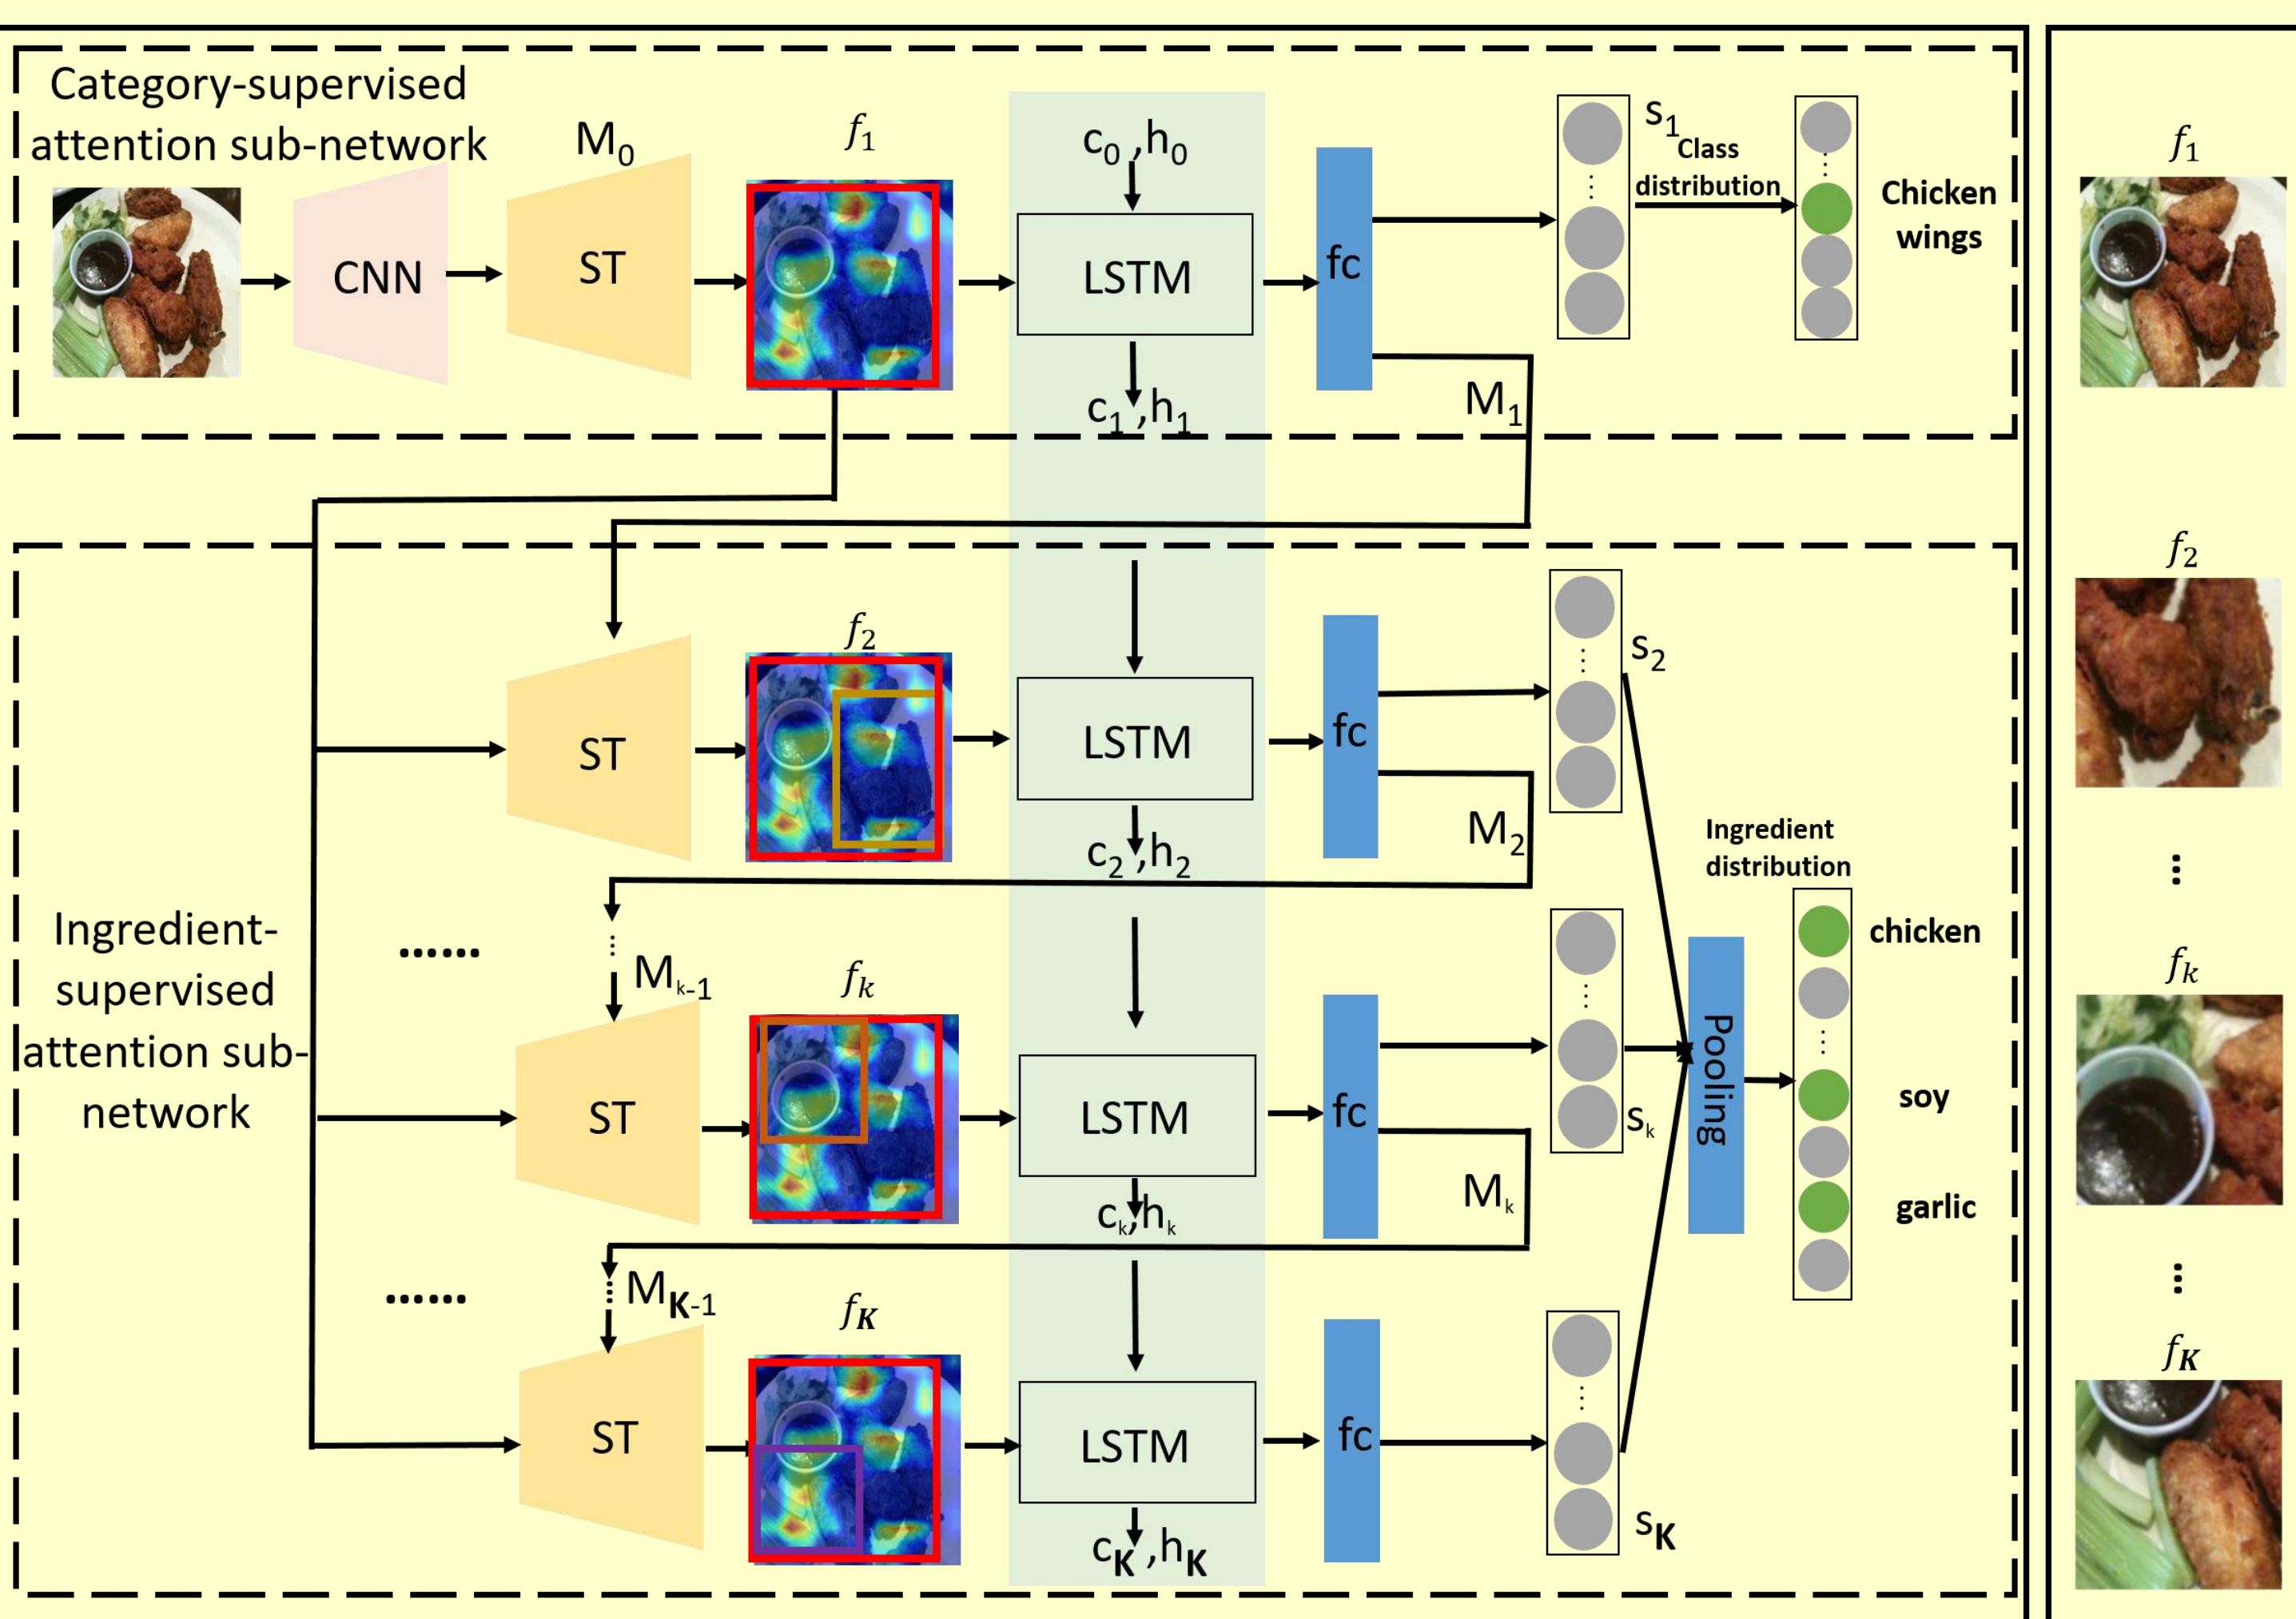 Category-supervised
attention sub-network
M0
f1
c0 ,h0
s1
Class
distribution
Chicken
wings
CNN
ST
LSTM
fc
c1 ,h1
M1
f1
f2
s2
ST
LSTM
fc
c2 ,h2
M2
f2
Ingredient
distribution
Ingredient-
supervised
attention sub-
network
......
Mk-1
fk
ST
LSTM
fc
ck,hk
Mk
sk
Pooling
chicken
soy
garlic
fk
......
MK-1
fK
ST
LSTM
fc
cK ,hK
sK
fK